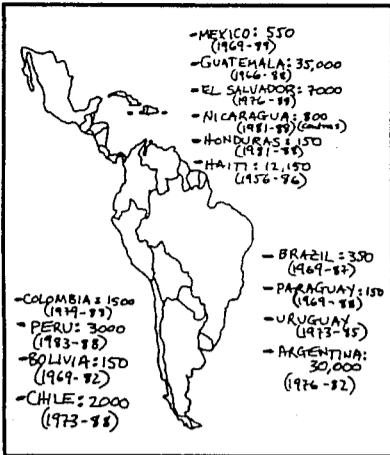 -MEXICO: 550
(1969-89)
-GUATEMALA: 35,000
(1966-88)
-EL SALVADOR: 7000
(1976-89)
-NICARAGUA: 800
(1981-88)(contras)
-HONDURAS: 150
(1981-88)
-HAITI: 12,150
(1956-86)
-BRAZIL: 350
(1969-87)
-PARAGUAY: 150
(1969-88)
-URUGUAY
(1973-85)
-ARGENTINA:
30,000
(1976-82)
-COLOMBIA: 1500
(1979-83)
-PERU: 3000
(1983-88)
-BOLIVIA: 150
(1969-82)
-CHILE: 2000
(1973-88)